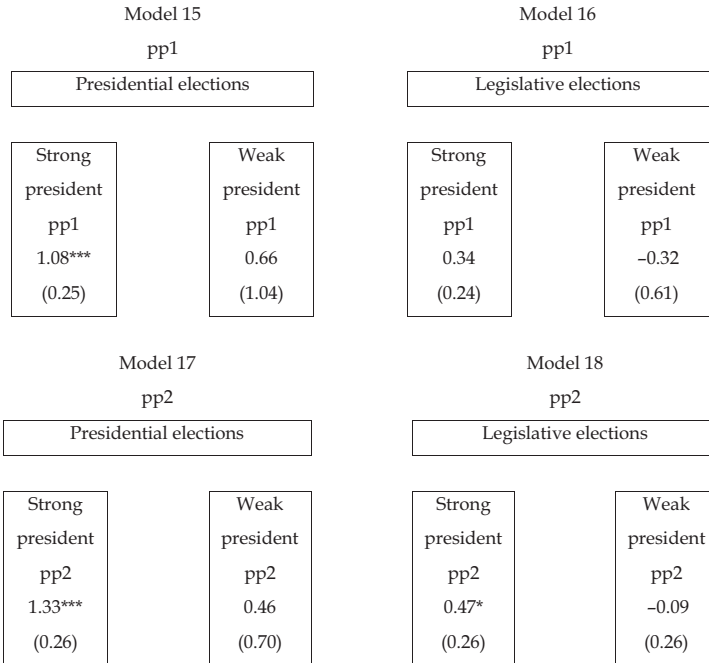 Model 15
pp1
Presidential elections
Strong
president
pp1
1.08***
(0.25)
Weak
president
pp1
0.66
(1.04)
Model 16
pp1
Legislative elections
Strong
president
pp1
0.34
(0.24)
Weak
president
pp1
–0.32
(0.61)
Model 17
pp2
Presidential elections
Strong
president
pp2
1.33***
(0.26)
Weak
president
pp2
0.46
(0.70)
Model 18
pp2
Legislative elections
Strong
president
pp2
0.47*
(0.26)
Weak
president
pp2
–0.09
(0.26)